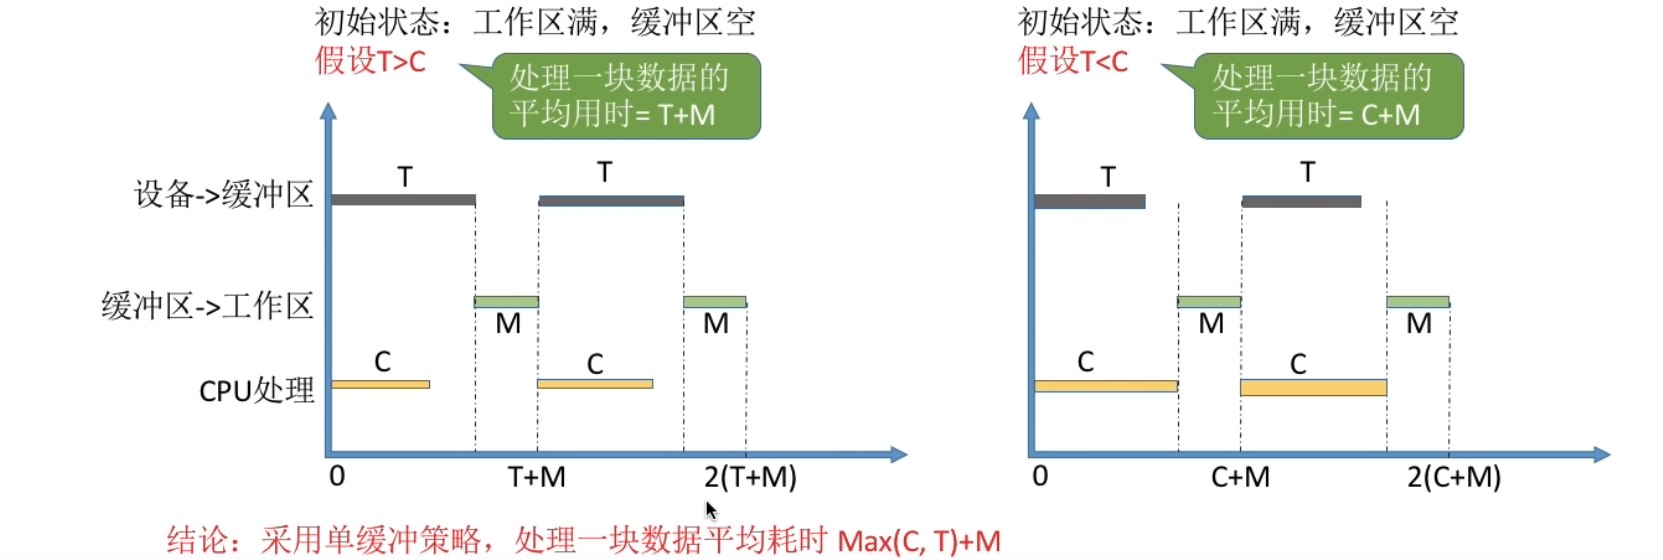 初始状态：工作区满，缓冲区空
假设T>C
处理一块数据的
平均用时= T+M
设备->缓冲区
T
T
缓冲区->工作区
M
M
CPU处理
C
C
0
T+M
2(T+M)
初始状态：工作区满，缓冲区空
假设T<C
处理一块数据的
平均用时= C+M
T
T
M
M
C
C
0
C+M
2(C+M)
结论：采用单缓冲策略，处理一块数据平均耗时 Max(C, T)+M